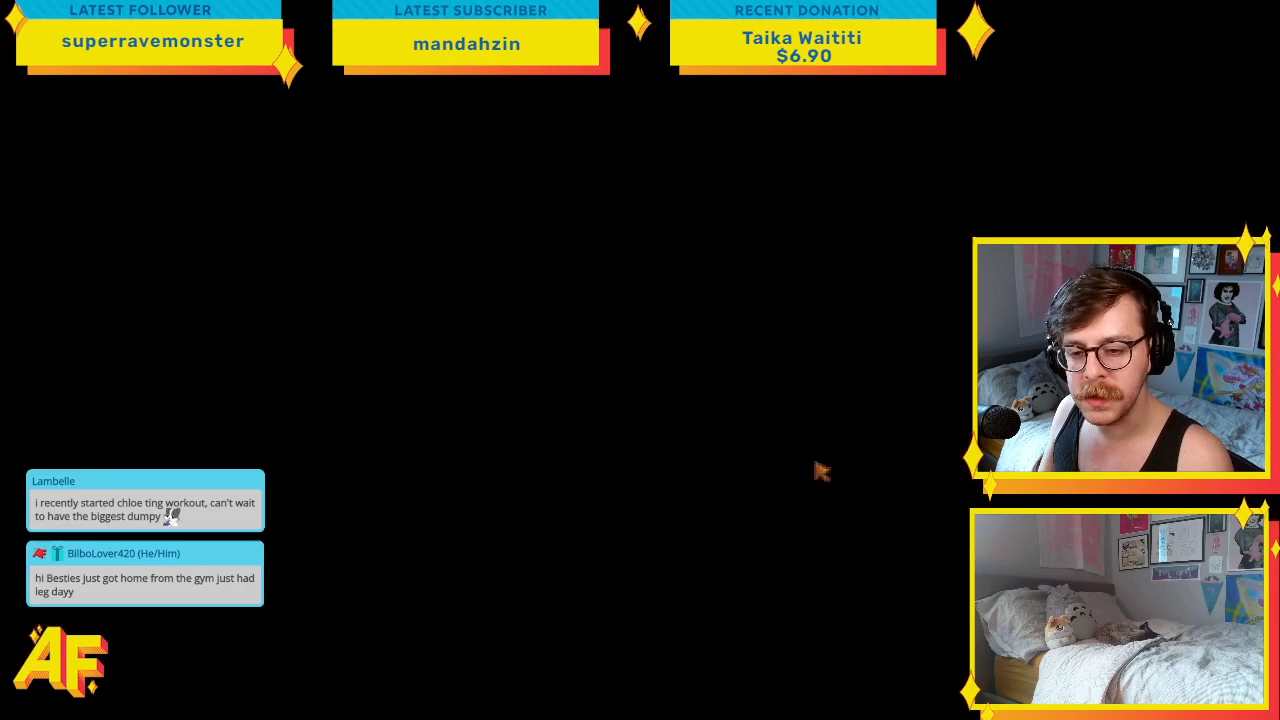 LATEST FOLLOWER
superravemonster
LATEST SUBSCRIBER
mandahzin
RECENT DONATION
Taika Waititi
$6.90
Lambelle
i recently started chloe ting workout, can't wait
to have the biggest dumpy
AF BilboLover420 (He/Him)
hi Besties just got home from the gym just had
leg dayy
AF